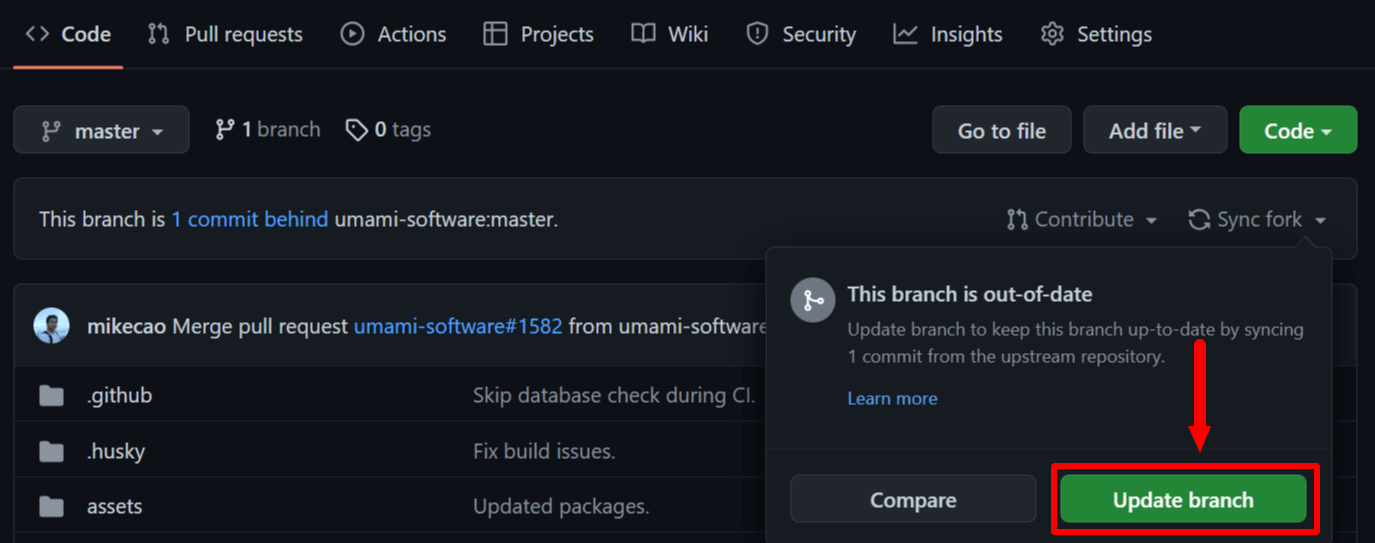 Code Pull requests Actions Projects Wiki Security Insights Settings
master 1 branch 0 tags Go to file Add file Code
This branch is 1 commit behind umami-software:master. Contribute Sync fork
This branch is out-of-date
Update branch to keep this branch up-to-date by syncing
1 commit from the upstream repository.
Learn more
Compare Update branch
mikecao Merge pull request umami-software#1582 from umami-software
.github Skip database check during CI.
.husky Fix build issues.
assets Updated packages.